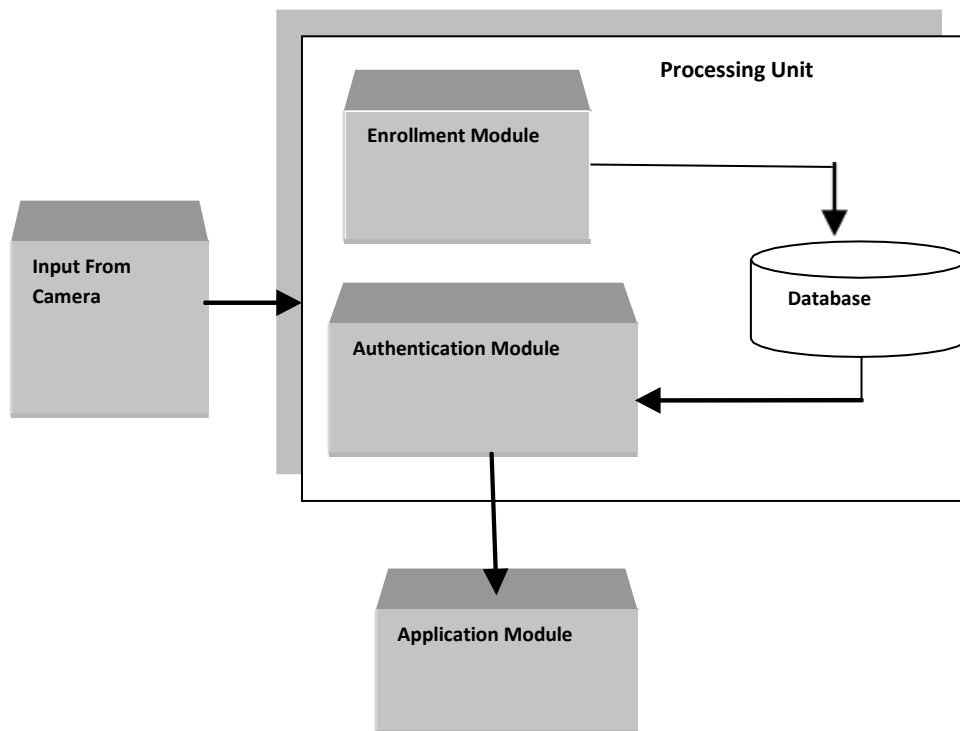 Processing Unit
Enrollment Module
Input From
Camera
Database
Authentication Module
Application Module